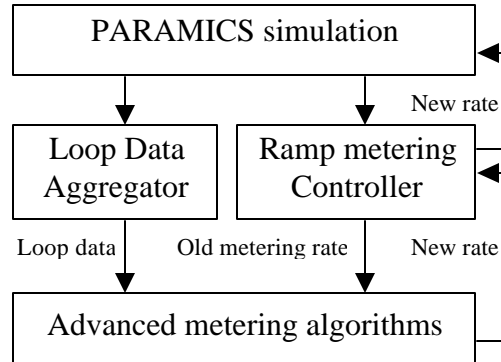 PARAMICS simulation
New rate
Loop Data
Aggregator
Ramp metering
Controller
Loop data
Old metering rate
New rate
Advanced metering algorithms